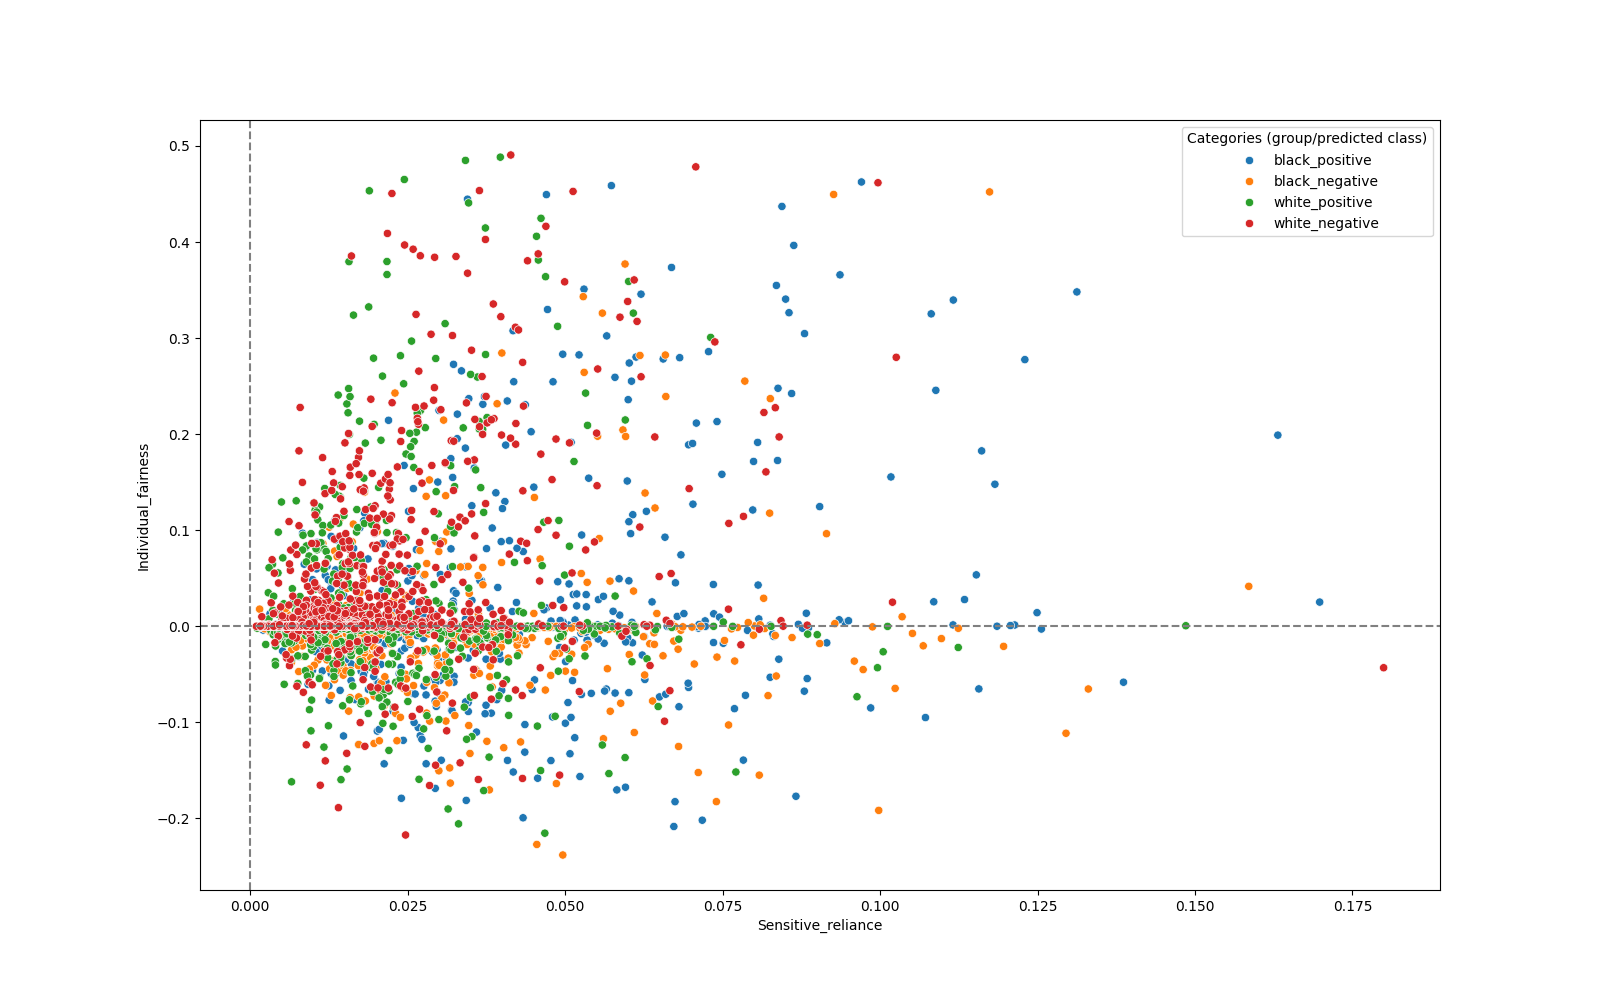 Categories (group/predicted class)
black_positive
black_negative
white_positive
white_negative
Individual_fairness
0.5
0.4
0.3
0.2
0.1
0.0
−0.1
−0.2
0.000 0.025 0.050 0.075 0.100 0.125 0.150 0.175
Sensitive_reliance